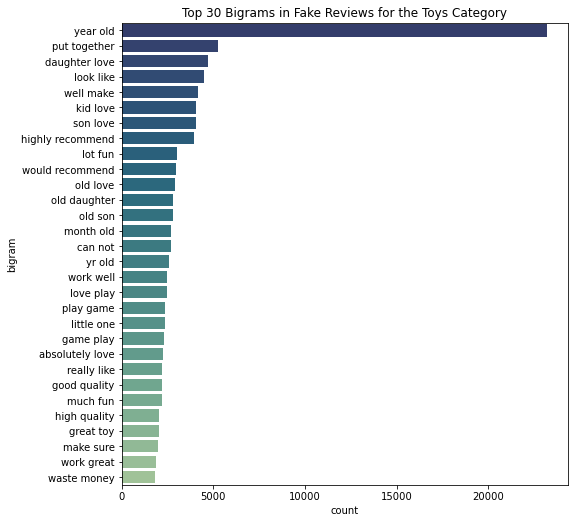 Top 30 Bigrams in Fake Reviews for the Toys Category
year old
put together
daughter love
look like
well make
kid love
son love
highly recommend
lot fun
would recommend
old love
old daughter
old son
month old
can not
yr old
work well
love play
play game
little one
game play
absolutely love
really like
good quality
much fun
high quality
great toy
make sure
work great
waste money
bigram
0 5000 10000 15000 20000
count